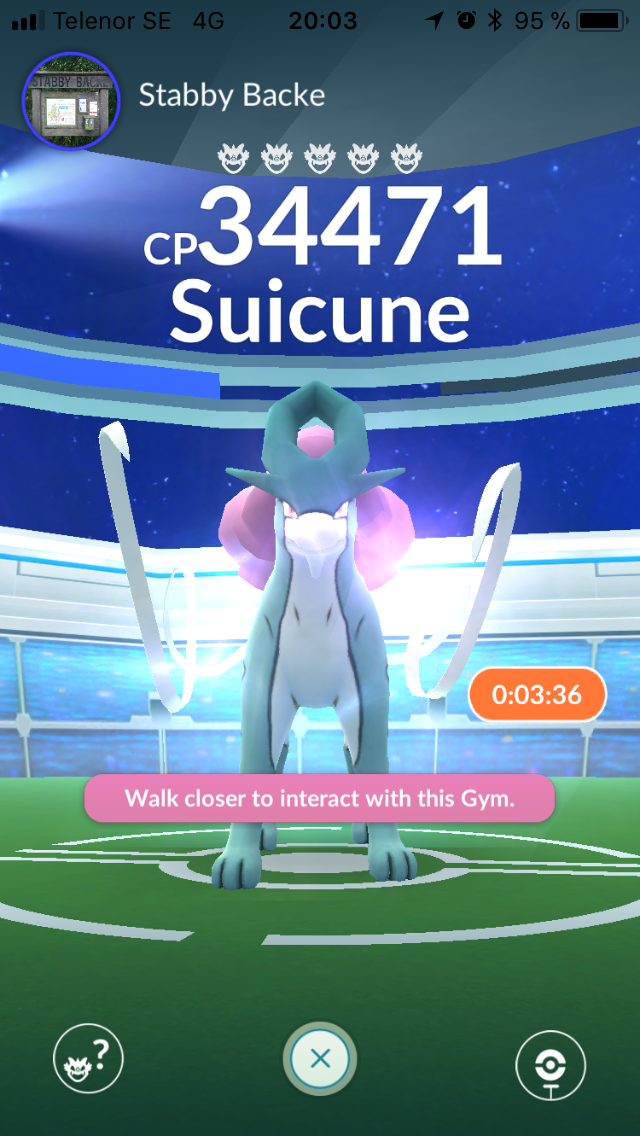 Telenor SE 4G 20:03 95 %
STABBY BACKE
Stabby Backe
CP34471
Suicune
0:03:36
Walk closer to interact with this Gym.
?